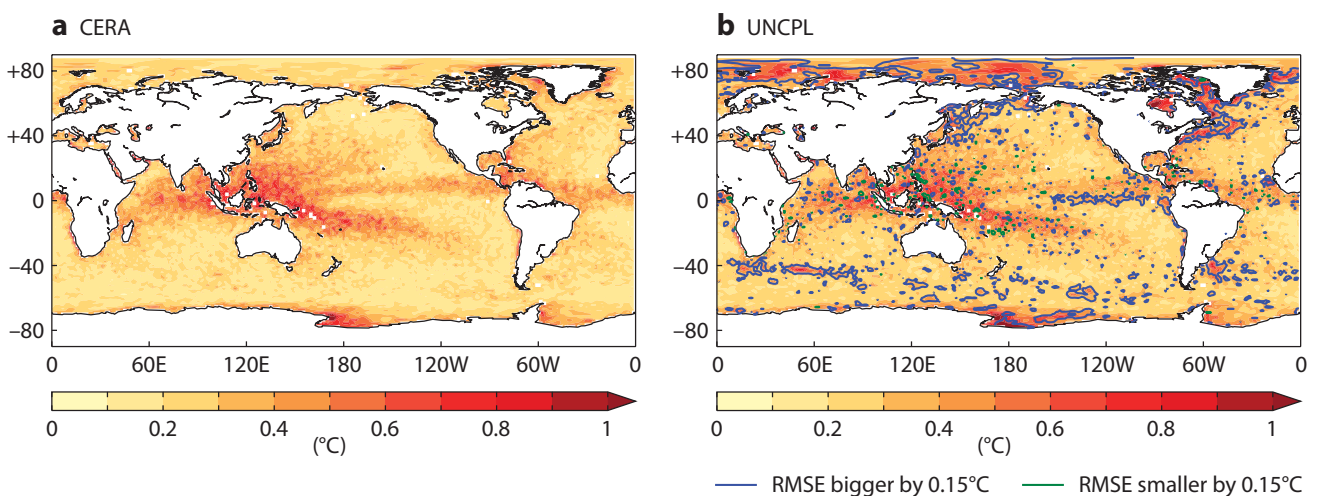 a CERA
b UNCPL
+80
+40
0
−40
−80
0 60E 120E 180 120W 60W 0
0 0.2 0.4 0.6 0.8 1
(°C)
+80
+40
0
−40
−80
0 60E 120E 180 120W 60W 0
0 0.2 0.4 0.6 0.8 1
(°C)
RMSE bigger by 0.15°C
RMSE smaller by 0.15°C